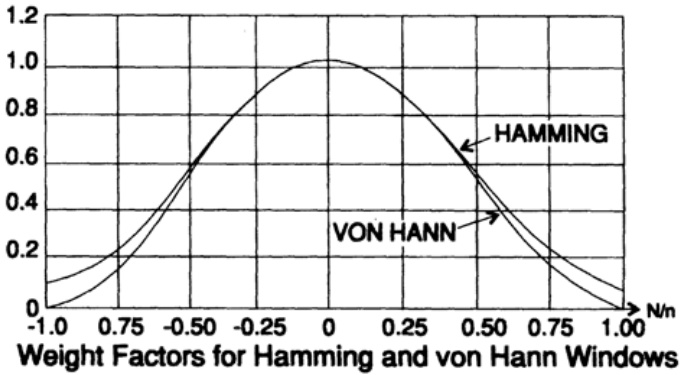 1.2
1.0
0.8
HAMMING
0.6
0.4
VON HANN
0.2
0
N/n
-1.0 0.75 -0.50 -0.25 0 0.25 0.50 0.75 1.00
Weight Factors for Hamming and von Hann Windows